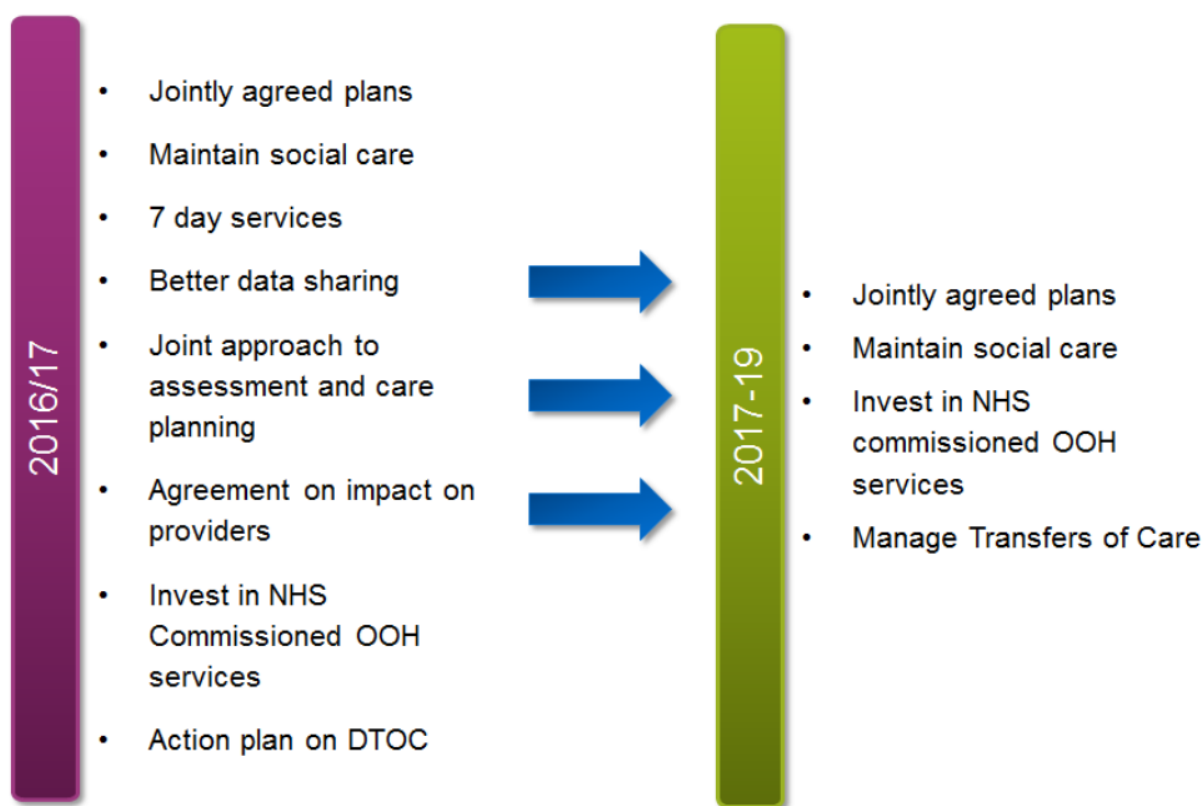 2016/17
• Jointly agreed plans
• Maintain social care
• 7 day services
• Better data sharing
• Joint approach to
assessment and care
planning
• Agreement on impact on
providers
• Invest in NHS
Commissioned OOH
services
• Action plan on DTOC
2017-19
• Jointly agreed plans
• Maintain social care
• Invest in NHS
commissioned OOH
services
• Manage Transfers of Care